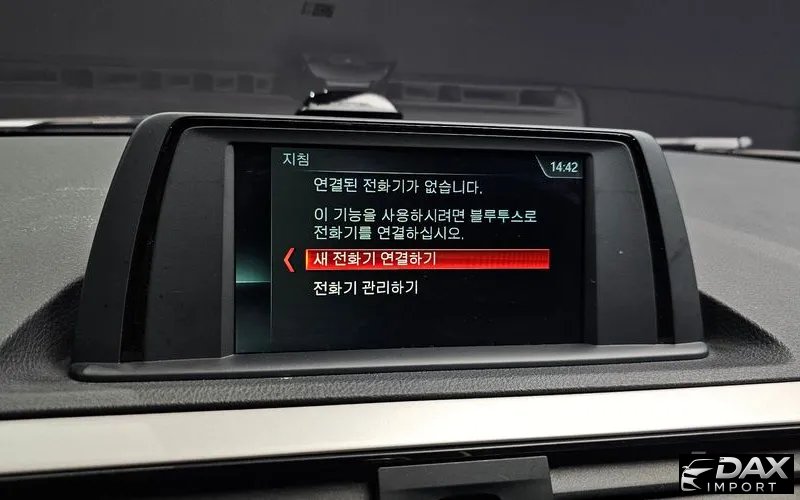 지침
14:42
연결된 전화기가 없습니다.
이 기능을 사용하시려면 블루투스로
전화기를 연결하십시오.
새 전화기 연결하기
전화기 관리하기
DAX
IMPORT